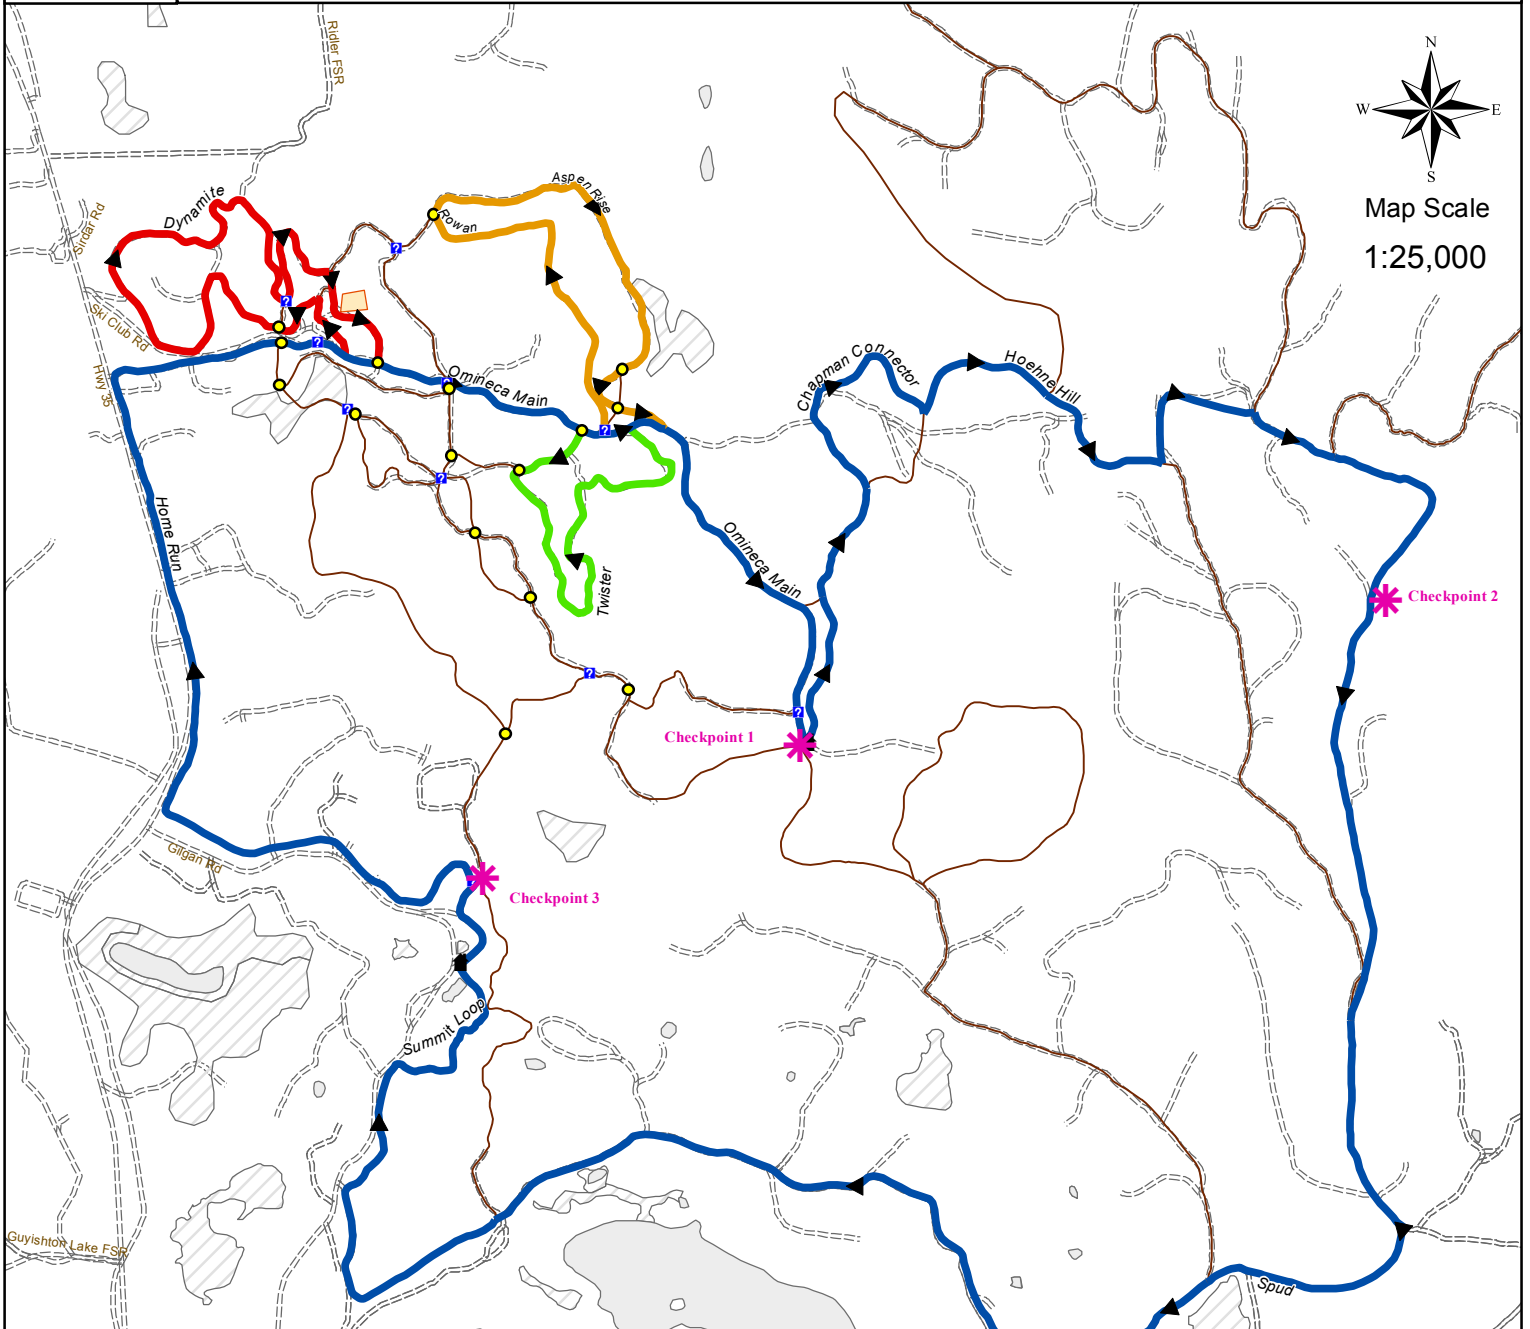 Ridler FSR
N
W
E
S
Map Scale
1:25,000
Sirdar Rd
Dynamite
Aspen Rise
Rowan
Ski Club Rd
Hwy 35
Omineca Main
Chapman Connector
Hoehne Hill
Home Run
Omineca Main
Twister
Checkpoint 2
Checkpoint 1
Gilgan Rd
Checkpoint 3
Summit Loop
Guyishton Lake FSR
Spud
?
?
?
?
?
?
?
?
?